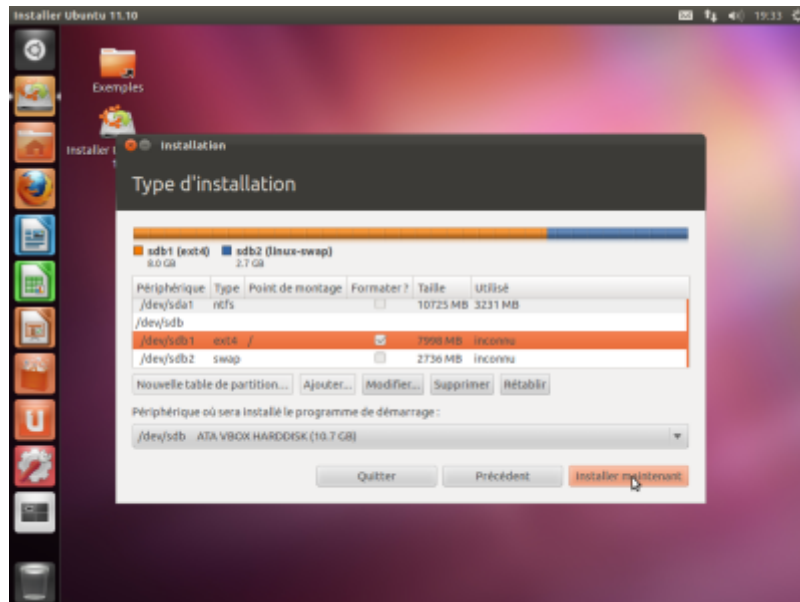 Installer Ubuntu 11.10
19:33
Exemples
Installer
Installation
Type d'installation
sdb1 (ext4) sdb2 (linux-swap)
8.0 GB 2.7 GB
Périphérique Type Point de montage Formater ? Taille Utilisé
/dev/sda1 ntfs 10725 MB 3231 MB
/dev/sdb
/dev/sdb1 ext4 / 7998 MB inconnu
/dev/sdb2 swap 2736 MB inconnu
Nouvelle table de partition... Ajouter... Modifier... Supprimer Rétablir
Périphérique où sera installé le programme de démarrage :
/dev/sdb ATA VBOX HARDDISK (10.7 GB)
Quitter Précédent Installer maintenant